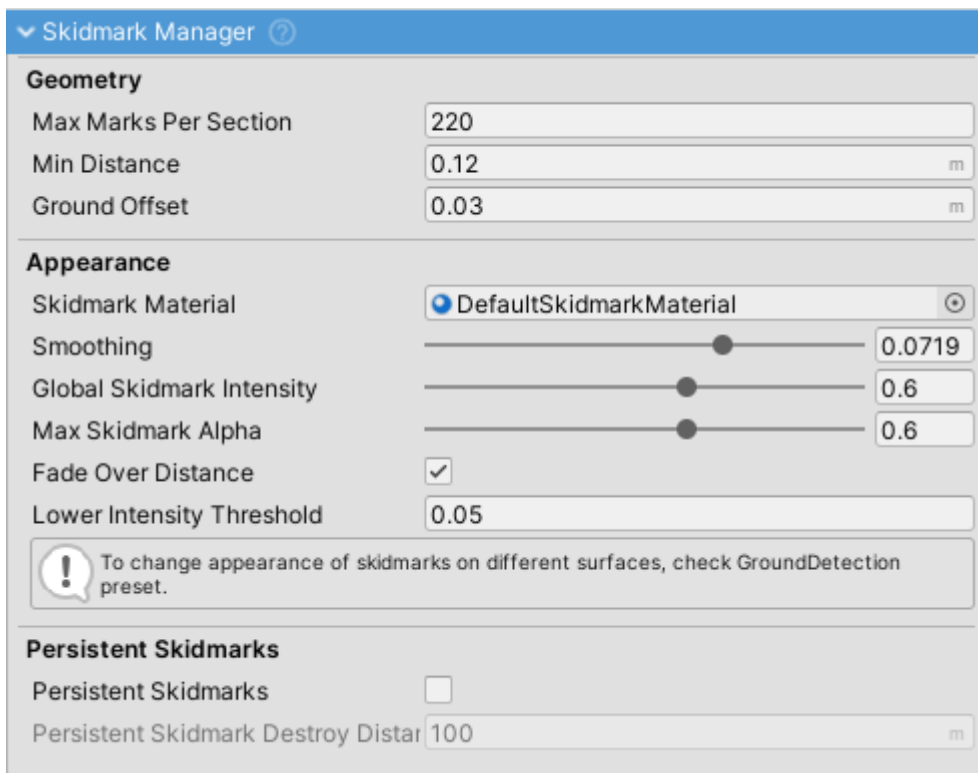 Skidmark Manager ?
Geometry
Max Marks Per Section 220
Min Distance 0.12 m
Ground Offset 0.03 m
Appearance
Skidmark Material DefaultSkidmarkMaterial
Smoothing 0.0719
Global Skidmark Intensity 0.6
Max Skidmark Alpha 0.6
Fade Over Distance
Lower Intensity Threshold 0.05
! To change appearance of skidmarks on different surfaces, check GroundDetection
preset.
Persistent Skidmarks
Persistent Skidmarks
Persistent Skidmark Destroy Distar 100 m